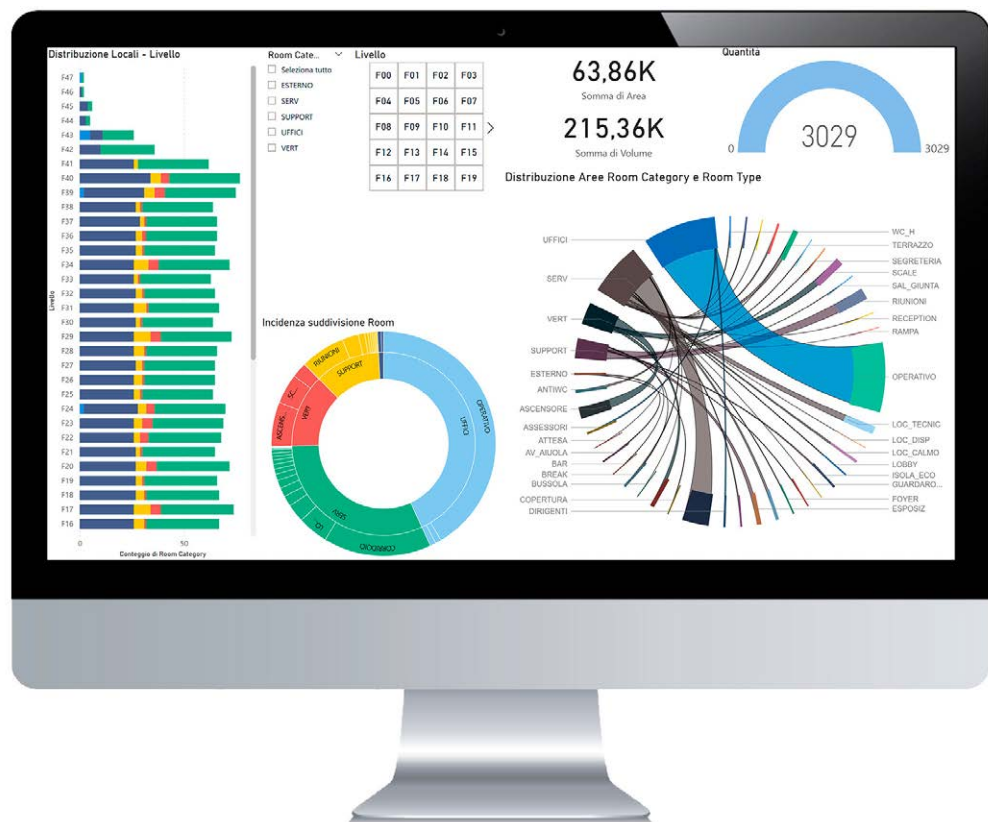 Distribuzione Locali - Livello
F47
F46
F45
F44
F43
F42
F41
F40
F39
F38
F37
F36
F35
F34
F33
F32
F31
F30
F29
F28
F27
F26
F25
F24
F23
F22
F21
F20
F19
F18
F17
F16
Livello
0
50
Conteggio di Room Category
Room Cate...
Seleziona tutto
ESTERNO
SERV
SUPPORT
UFFICI
VERT
Livello
F00 F01 F02 F03
F04 F05 F06 F07
F08 F09 F10 F11
F12 F13 F14 F15
F16 F17 F18 F19
63,86K
Somma di Area
215,36K
Somma di Volume
Quantità
3029
0
3029
Incidenza suddivisione Room
OPERATIVO
UFFICI
CORRIDOIO
LO...
SERV
ASCENS...
SC...
VERT
RIUNIONI
SUPPORT
Distribuzione Aree Room Category e Room Type
UFFICI
SERV
VERT
SUPPORT
ESTERNO
ANTIWC
ASCENSORE
ASSESSORI
ATTESA
AV_AIUOLA
BAR
BREAK
BUSSOLA
COPERTURA
DIRIGENTI
WC_H
TERRAZZO
SEGRETERIA
SCALE
SAL_GIUNTA
RIUNIONI
RECEPTION
RAMPA
OPERATIVO
LOC_TECNIC
LOC_DISP
LOC_CALMO
LOBBY
ISOLA_ECO
GUARDARO...
FOYER
ESPOSIZ